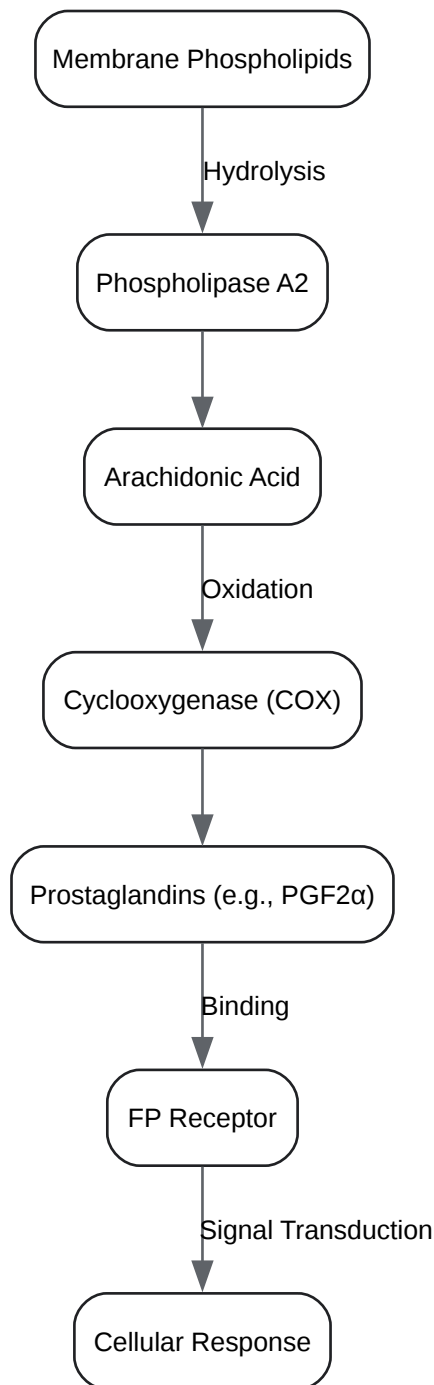 Membrane Phospholipids
Hydrolysis
Phospholipase A2
Arachidonic Acid
Oxidation
Cyclooxygenase (COX)
Prostaglandins (e.g., PGF2α)
Binding
FP Receptor
Signal Transduction
Cellular Response